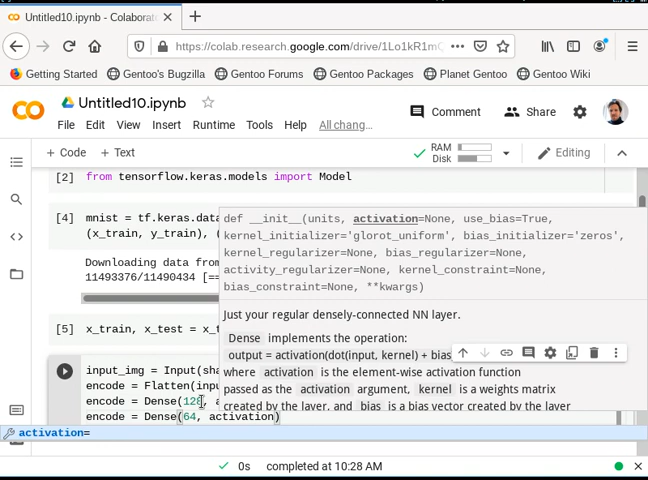 Untitled10.ipynb - Colaborat
https://colab.research.google.com/drive/1Lo1kR1mC
Getting Started Gentoo's Bugzilla Gentoo Forums Gentoo Packages Planet Gentoo Gentoo Wiki
Untitled10.ipynb
Comment Share
File Edit View Insert Runtime Tools Help All chang…
+ Code + Text RAM Disk Editing
[2] from tensorflow.keras.models import Model
[4] mnist = tf.keras.data
(x_train, y_train), (
Downloading data from
11493376/11490434 [==
def __init__(units, activation=None, use_bias=True,
kernel_initializer='glorot_uniform', bias_initializer='zeros',
kernel_regularizer=None, bias_regularizer=None,
activity_regularizer=None, kernel_constraint=None,
bias_constraint=None, **kwargs)
Just your regular densely-connected NN layer.
Dense implements the operation:
output = activation(dot(input, kernel) + bias
where activation is the element-wise activation function
passed as the activation argument, kernel is a weights matrix
created by the layer, and bias is a bias vector created by the layer
[5] x_train, x_test = x_t
input_img = Input(sha
encode = Flatten(inpu
encode = Dense(128, a
encode = Dense(64, activation)
activation=
0s completed at 10:28 AM